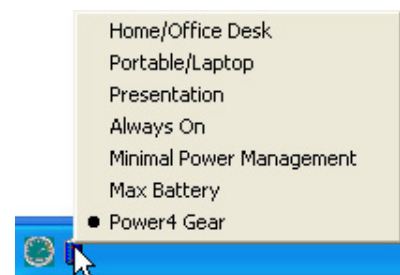 Home/Office Desk
Portable/Laptop
Presentation
Always On
Minimal Power Management
Max Battery
Power4 Gear